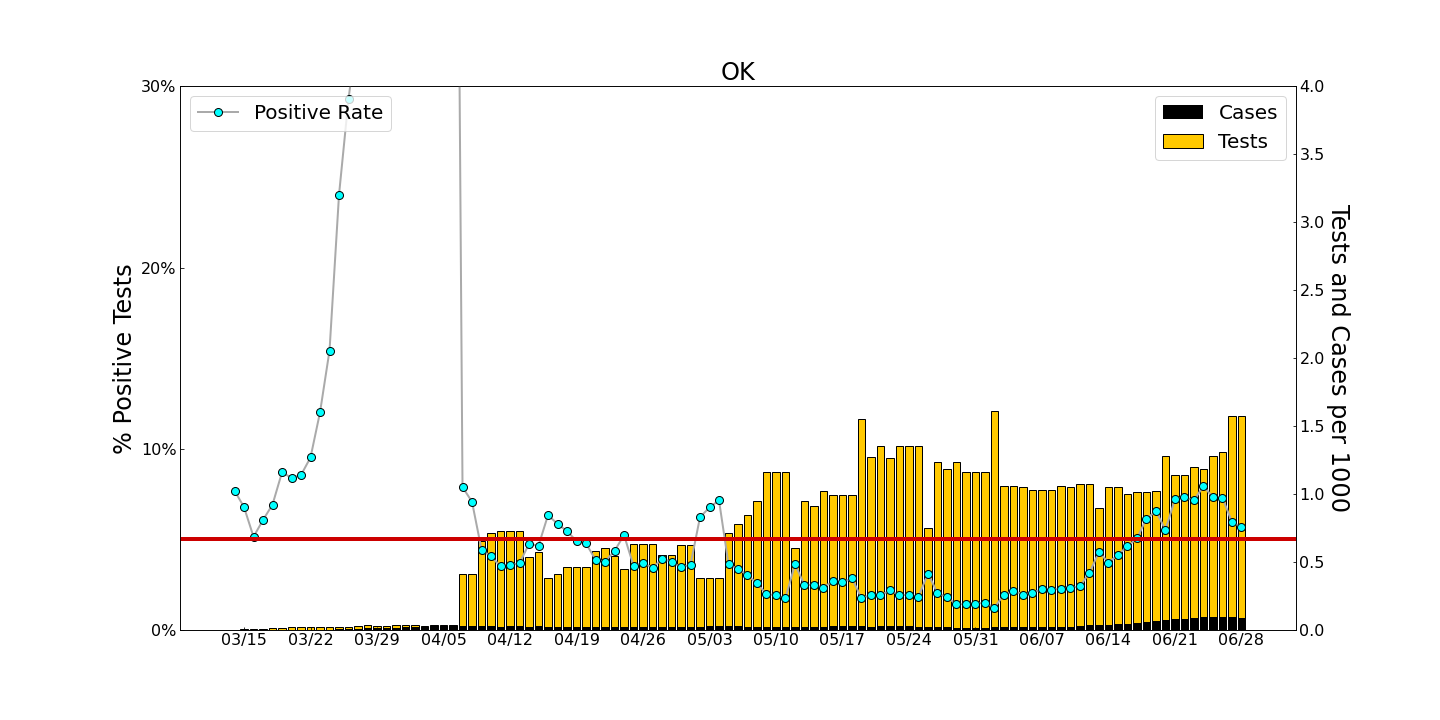 OK
Positive Rate
Cases
Tests
% Positive Tests
30%
20%
10%
0%
4.0
3.5
3.0
2.5
2.0
1.5
1.0
0.5
0.0
Tests and Cases per 1000
03/15 03/22 03/29 04/05 04/12 04/19 04/26 05/03 05/10 05/17 05/24 05/31 06/07 06/14 06/21 06/28